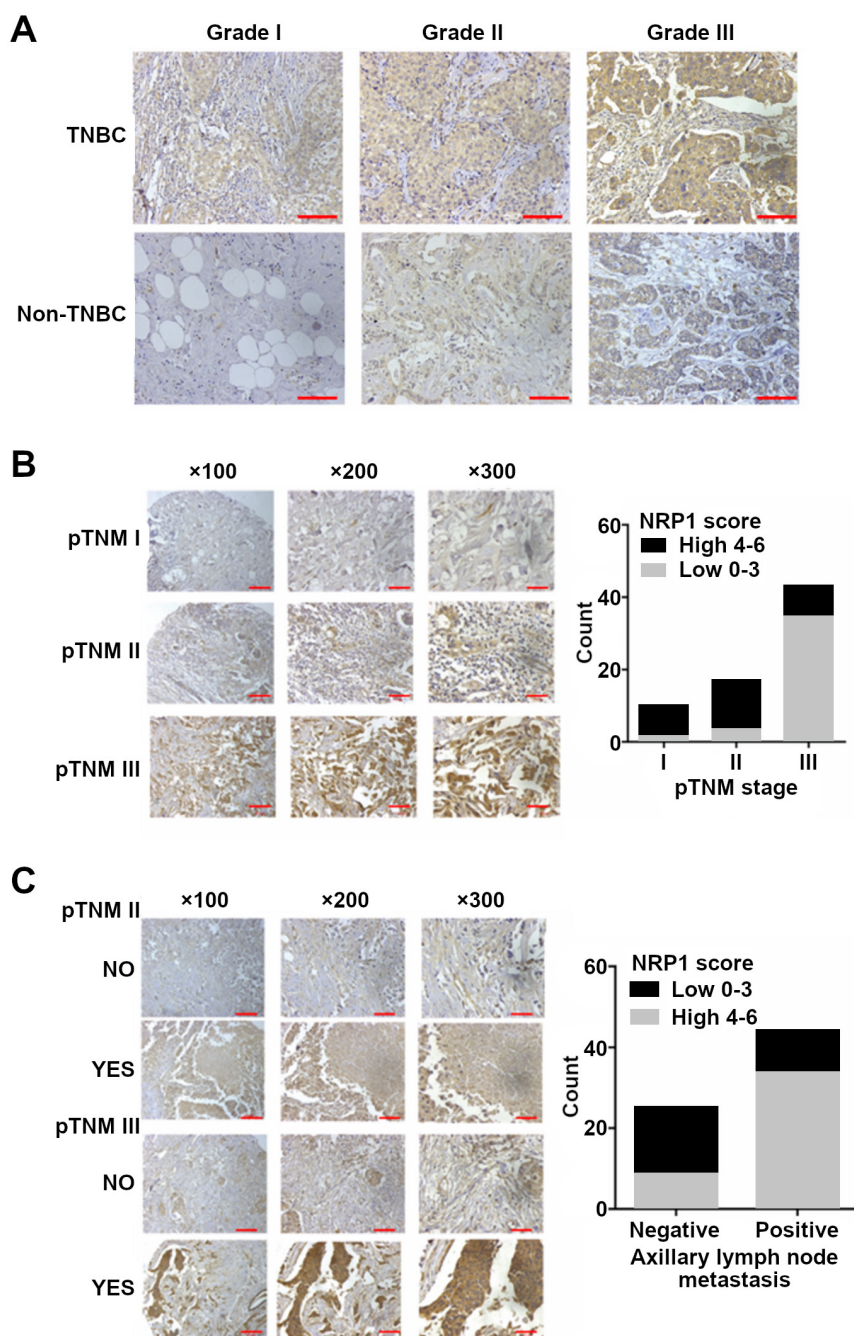 A
Grade I Grade II Grade III
TNBC
Non-TNBC
B
×100 ×200 ×300
pTNM I
pTNM II
pTNM III
NRP1 score
High 4-6
Low 0-3
60
40
20
0
Count
I II III
pTNM stage
C
×100 ×200 ×300
pTNM II
NO
YES
pTNM III
NO
YES
NRP1 score
Low 0-3
High 4-6
60
40
20
0
Count
Negative Positive
Axillary lymph node
metastasis